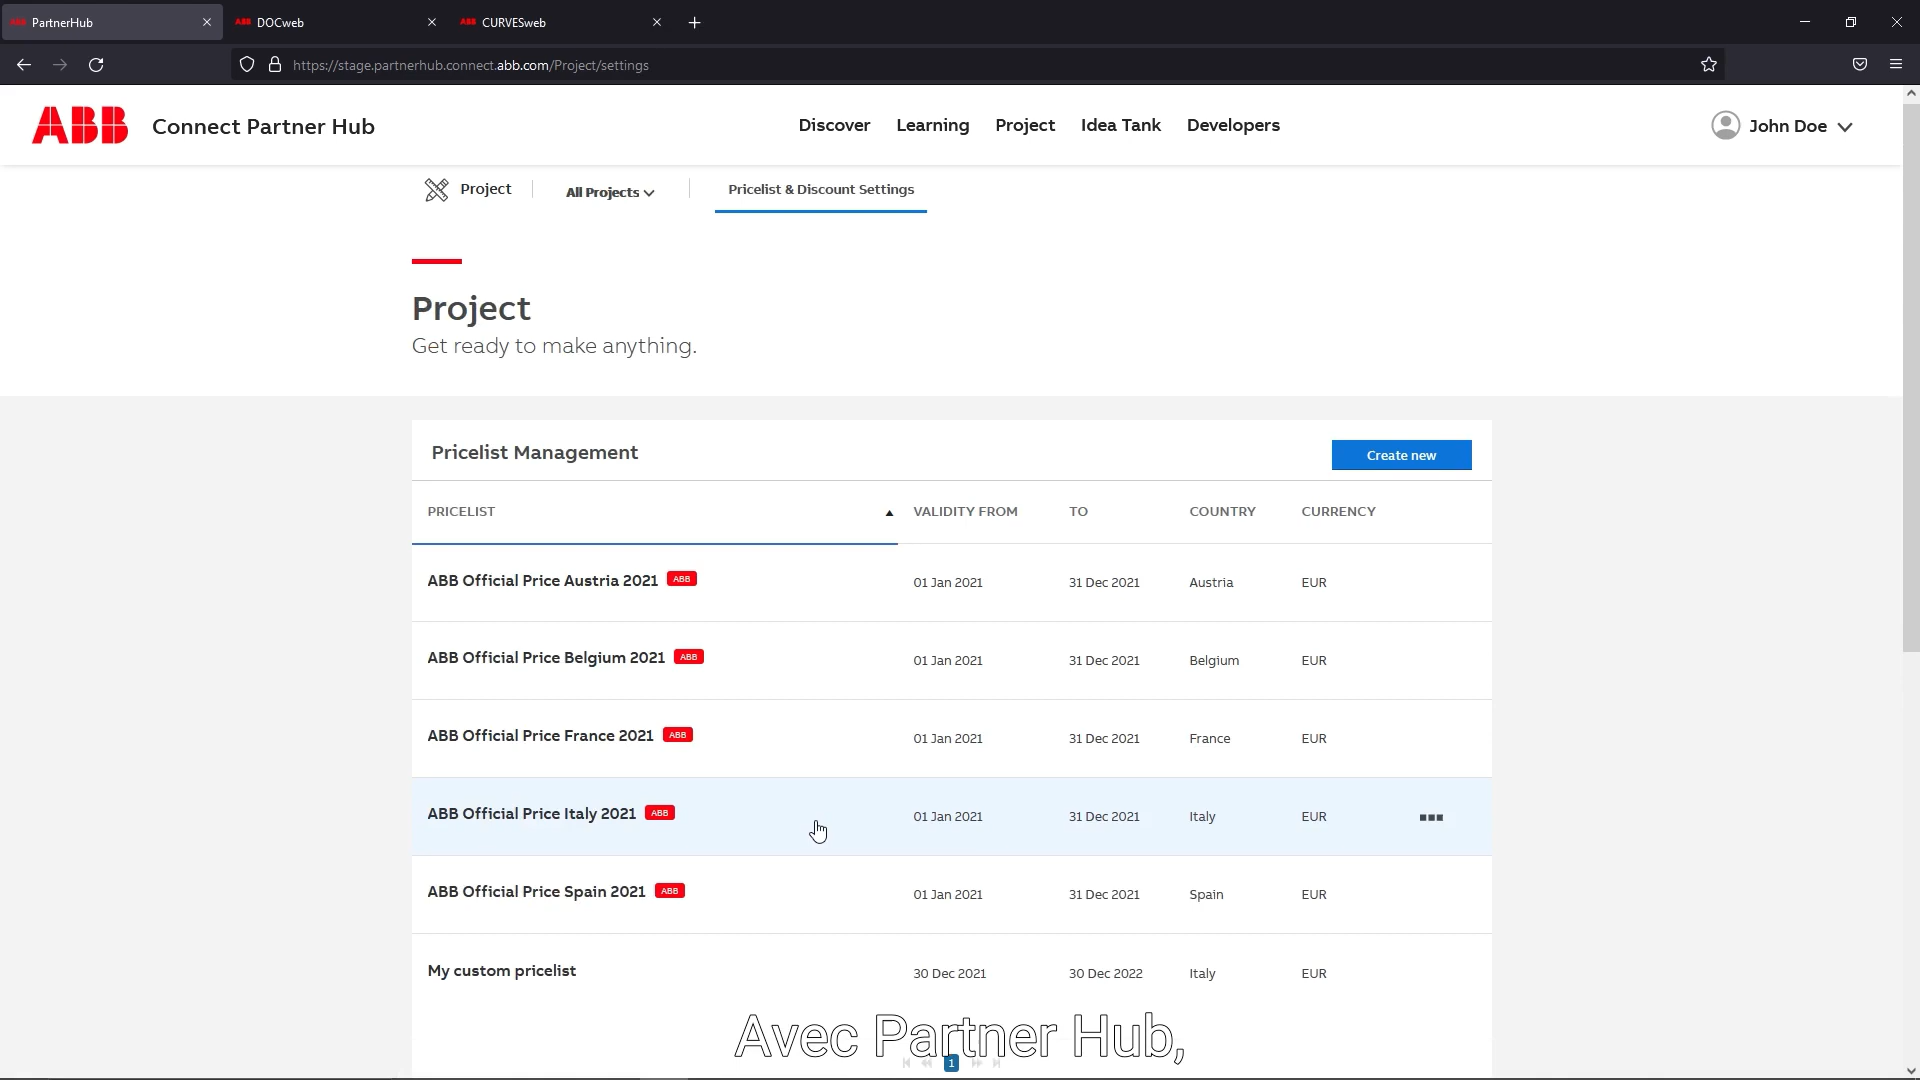 PartnerHub
ABB DOCweb
ABB CURVESweb
https://stage.partnerhub.connect.abb.com/Project/settings
ABB Connect Partner Hub
Discover Learning Project Idea Tank Developers
John Doe
Project All Projects Pricelist & Discount Settings
Project
Get ready to make anything.
Pricelist Management
Create new
PRICELIST VALIDITY FROM TO COUNTRY CURRENCY
ABB Official Price Austria 2021 ABB 01 Jan 2021 31 Dec 2021 Austria EUR
ABB Official Price Belgium 2021 ABB 01 Jan 2021 31 Dec 2021 Belgium EUR
ABB Official Price France 2021 ABB 01 Jan 2021 31 Dec 2021 France EUR
ABB Official Price Italy 2021 ABB 01 Jan 2021 31 Dec 2021 Italy EUR
ABB Official Price Spain 2021 ABB 01 Jan 2021 31 Dec 2021 Spain EUR
My custom pricelist 30 Dec 2021 30 Dec 2022 Italy EUR
Avec Partner Hub,
1